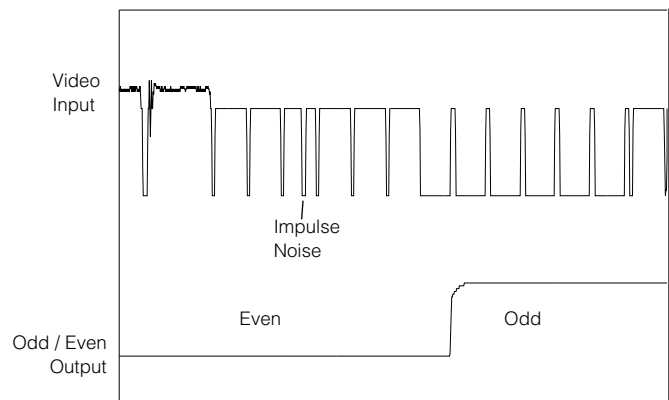 Video
Input
Impulse
Noise
Even
Odd
Odd / Even
Output